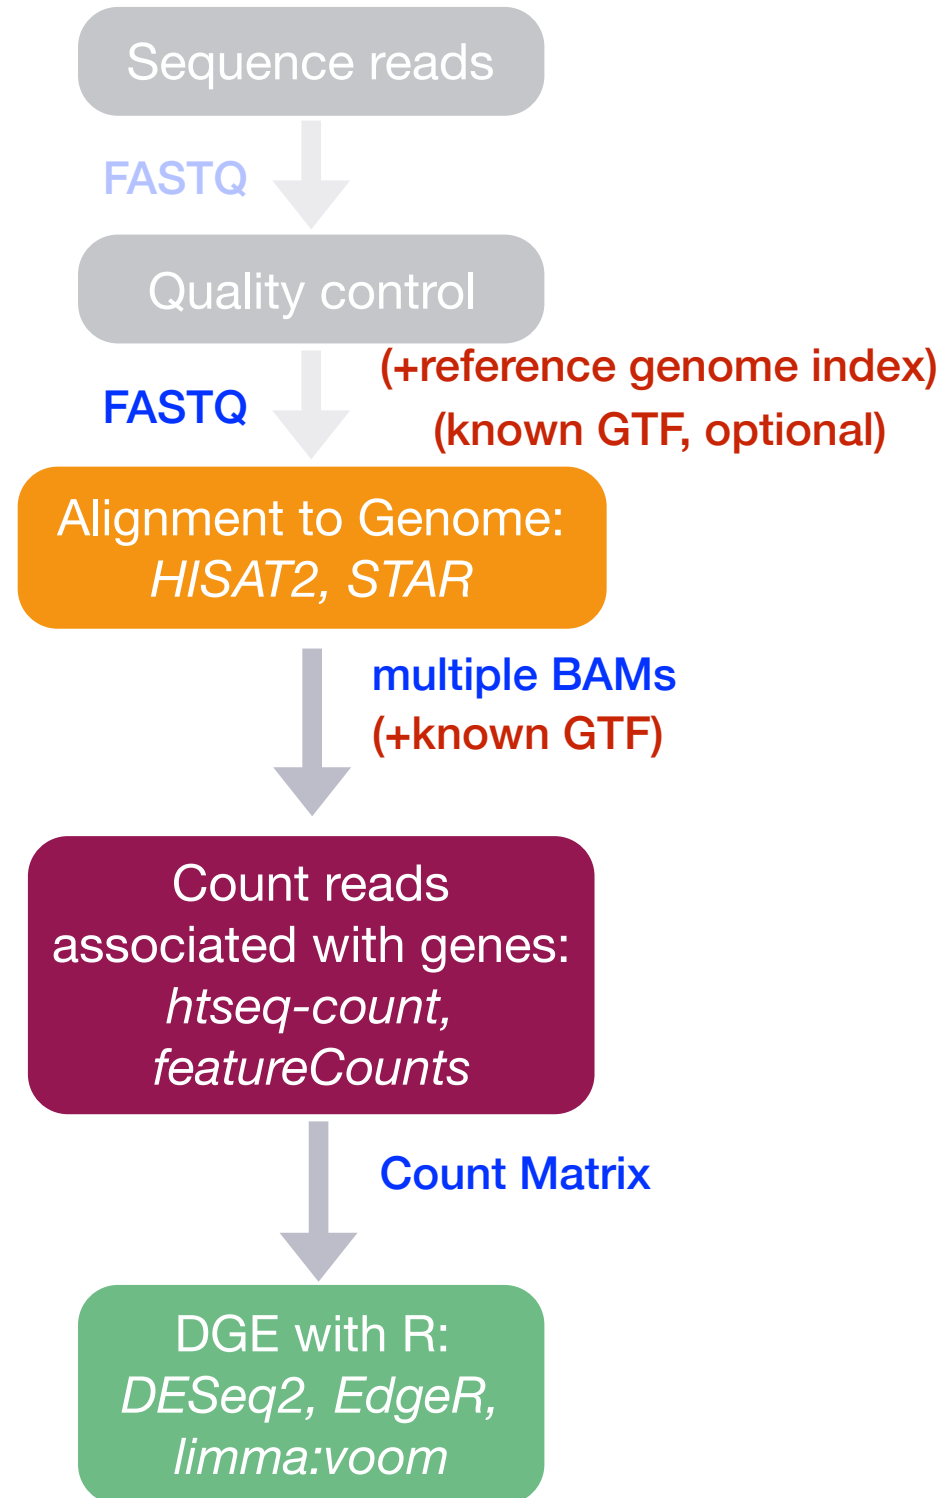 Sequence reads
FASTQ
Quality control
(+reference genome index)
FASTQ
(known GTF, optional)
Alignment to Genome:
HISAT2, STAR
multiple BAMs
(+known GTF)
Count reads
associated with genes:
htseq-count,
featureCounts
Count Matrix
DGE with R:
DESeq2, EdgeR,
limma:voom